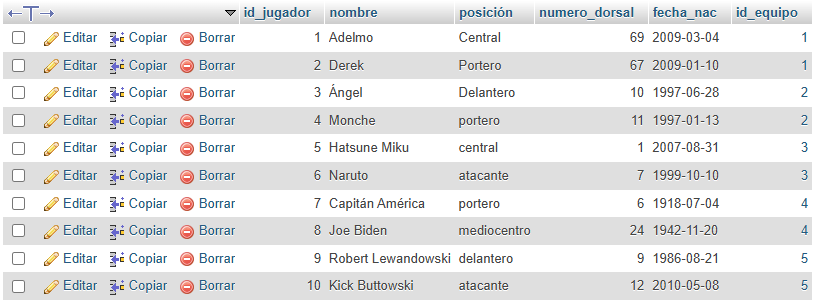 id_jugador nombre posición numero_dorsal fecha_nac id_equipo
Editar Copiar Borrar 1 Adelmo Central 69 2009-03-04 1
Editar Copiar Borrar 2 Derek Portero 67 2009-01-10 1
Editar Copiar Borrar 3 Ángel Delantero 10 1997-06-28 2
Editar Copiar Borrar 4 Monche portero 11 1997-01-13 2
Editar Copiar Borrar 5 Hatsune Miku central 1 2007-08-31 3
Editar Copiar Borrar 6 Naruto atacante 7 1999-10-10 3
Editar Copiar Borrar 7 Capitán América portero 6 1918-07-04 4
Editar Copiar Borrar 8 Joe Biden mediocentro 24 1942-11-20 4
Editar Copiar Borrar 9 Robert Lewandowski delantero 9 1986-08-21 5
Editar Copiar Borrar 10 Kick Buttowski atacante 12 2010-05-08 5